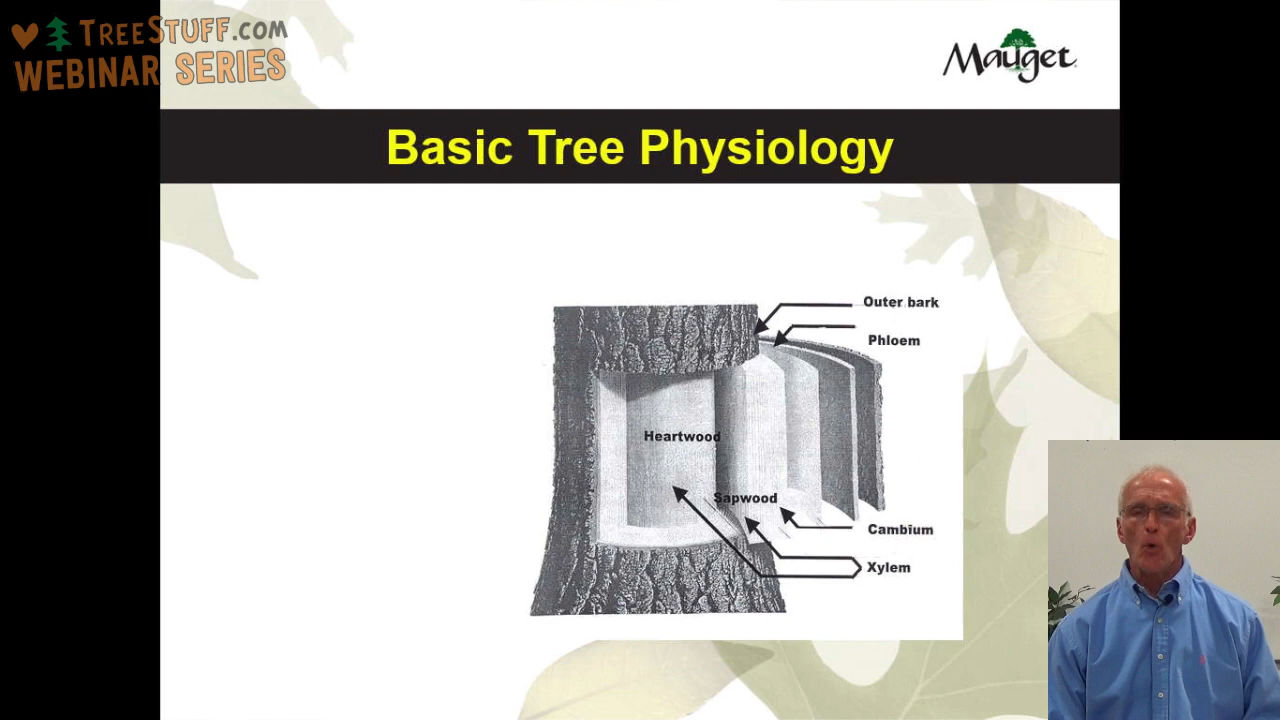 TREESTUFF.COM
WEBINAR SERIES
Mauget
Basic Tree Physiology
Outer bark
Phloem
Heartwood
Sapwood
Cambium
Xylem